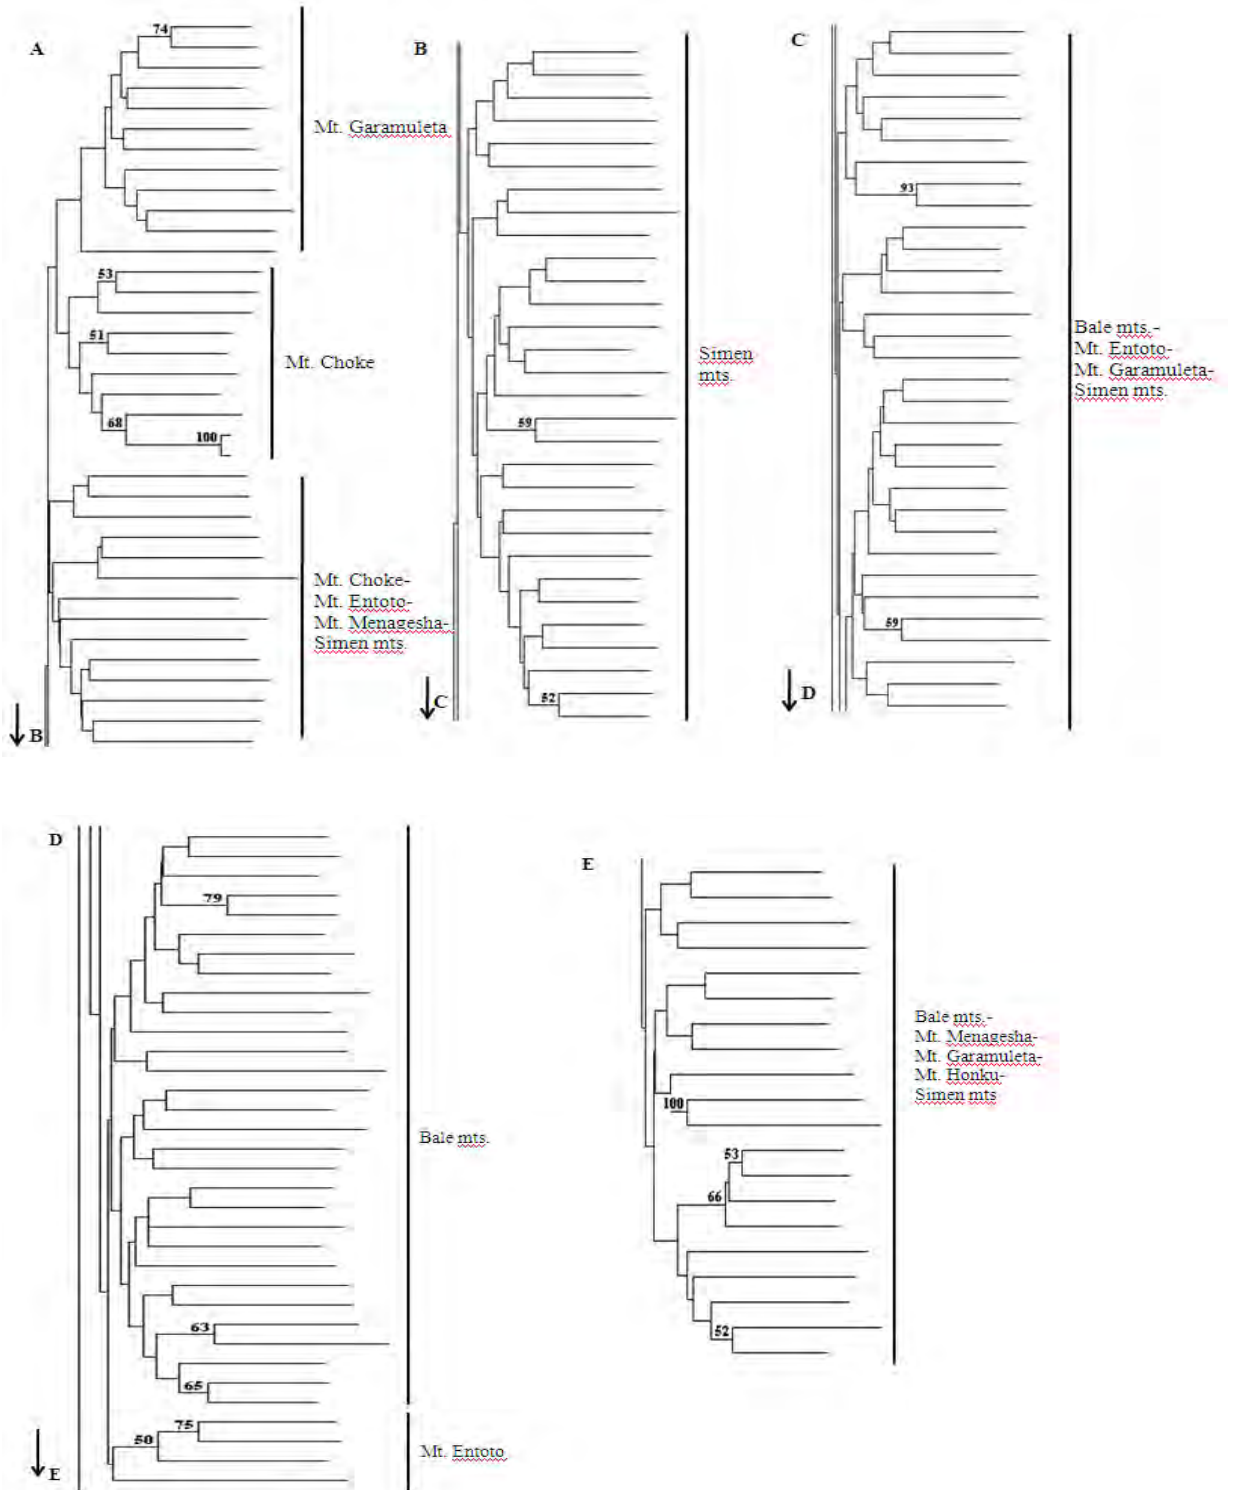 A
74
Mt. Garamuleta
53
51
Mt. Choke
68
100
Mt. Choke-
Mt. Entoto-
Mt. Menagesha-
Simen mts.
B
B
59
Simen
mts.
52
C
C
93
Bale mts.-
Mt. Entoto-
Mt. Garamuleta-
Simen mts.
59
D
D
79
Bale mts.
63
65
75
50
Mt. Entoto
E
E
100
53
66
52
Bale mts.-
Mt. Menagesha-
Mt. Garamuleta-
Mt. Honku-
Simen mts